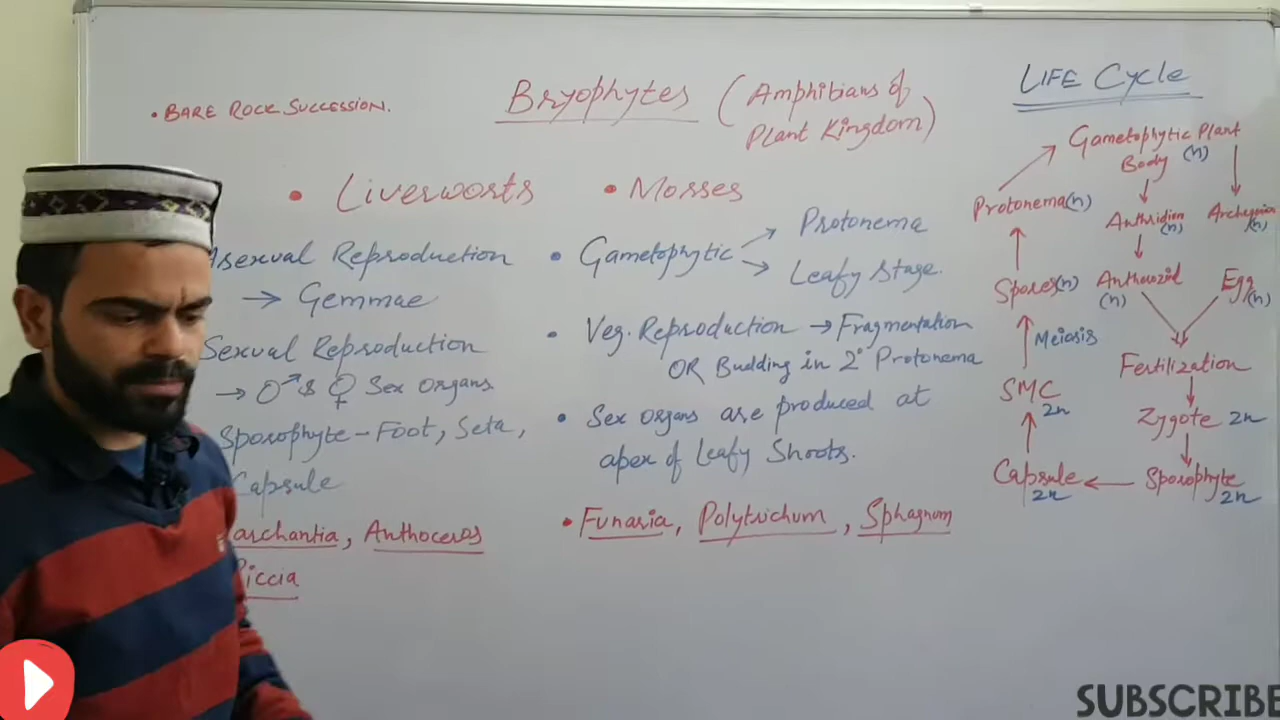 • BARE ROCK SUCCESSION.
Bryophytes (Amphibians of
Plant Kingdom)
• Liverworts
Asexual Reproduction
→ Gemmae
Sexual Reproduction
→ ♂ & ♀ Sex organs
Sporophyte – Foot, Seta,
Capsule
archantia, Anthoceros
iccia
• Mosses
• Gametophytic → Protonema
→ Leafy stage.
• Veg. Reproduction → Fragmentation
OR Budding in 2° Protonema
• Sex organs are produced at
apex of Leafy Shoots.
• Funaria, Polytrichum, Sphagnum
LIFE Cycle
Gametophytic Plant
Body (n)
Protonema(n)
Anthridium
(n)
Archegonia
(n)
Spores(n)
Antherozoid
(n)
Egg
(n)
Meiosis
Fertilization
SMC
2n
Zygote 2n
Capsule
2n
← Sporophyte
2n
SUBSCRIBE